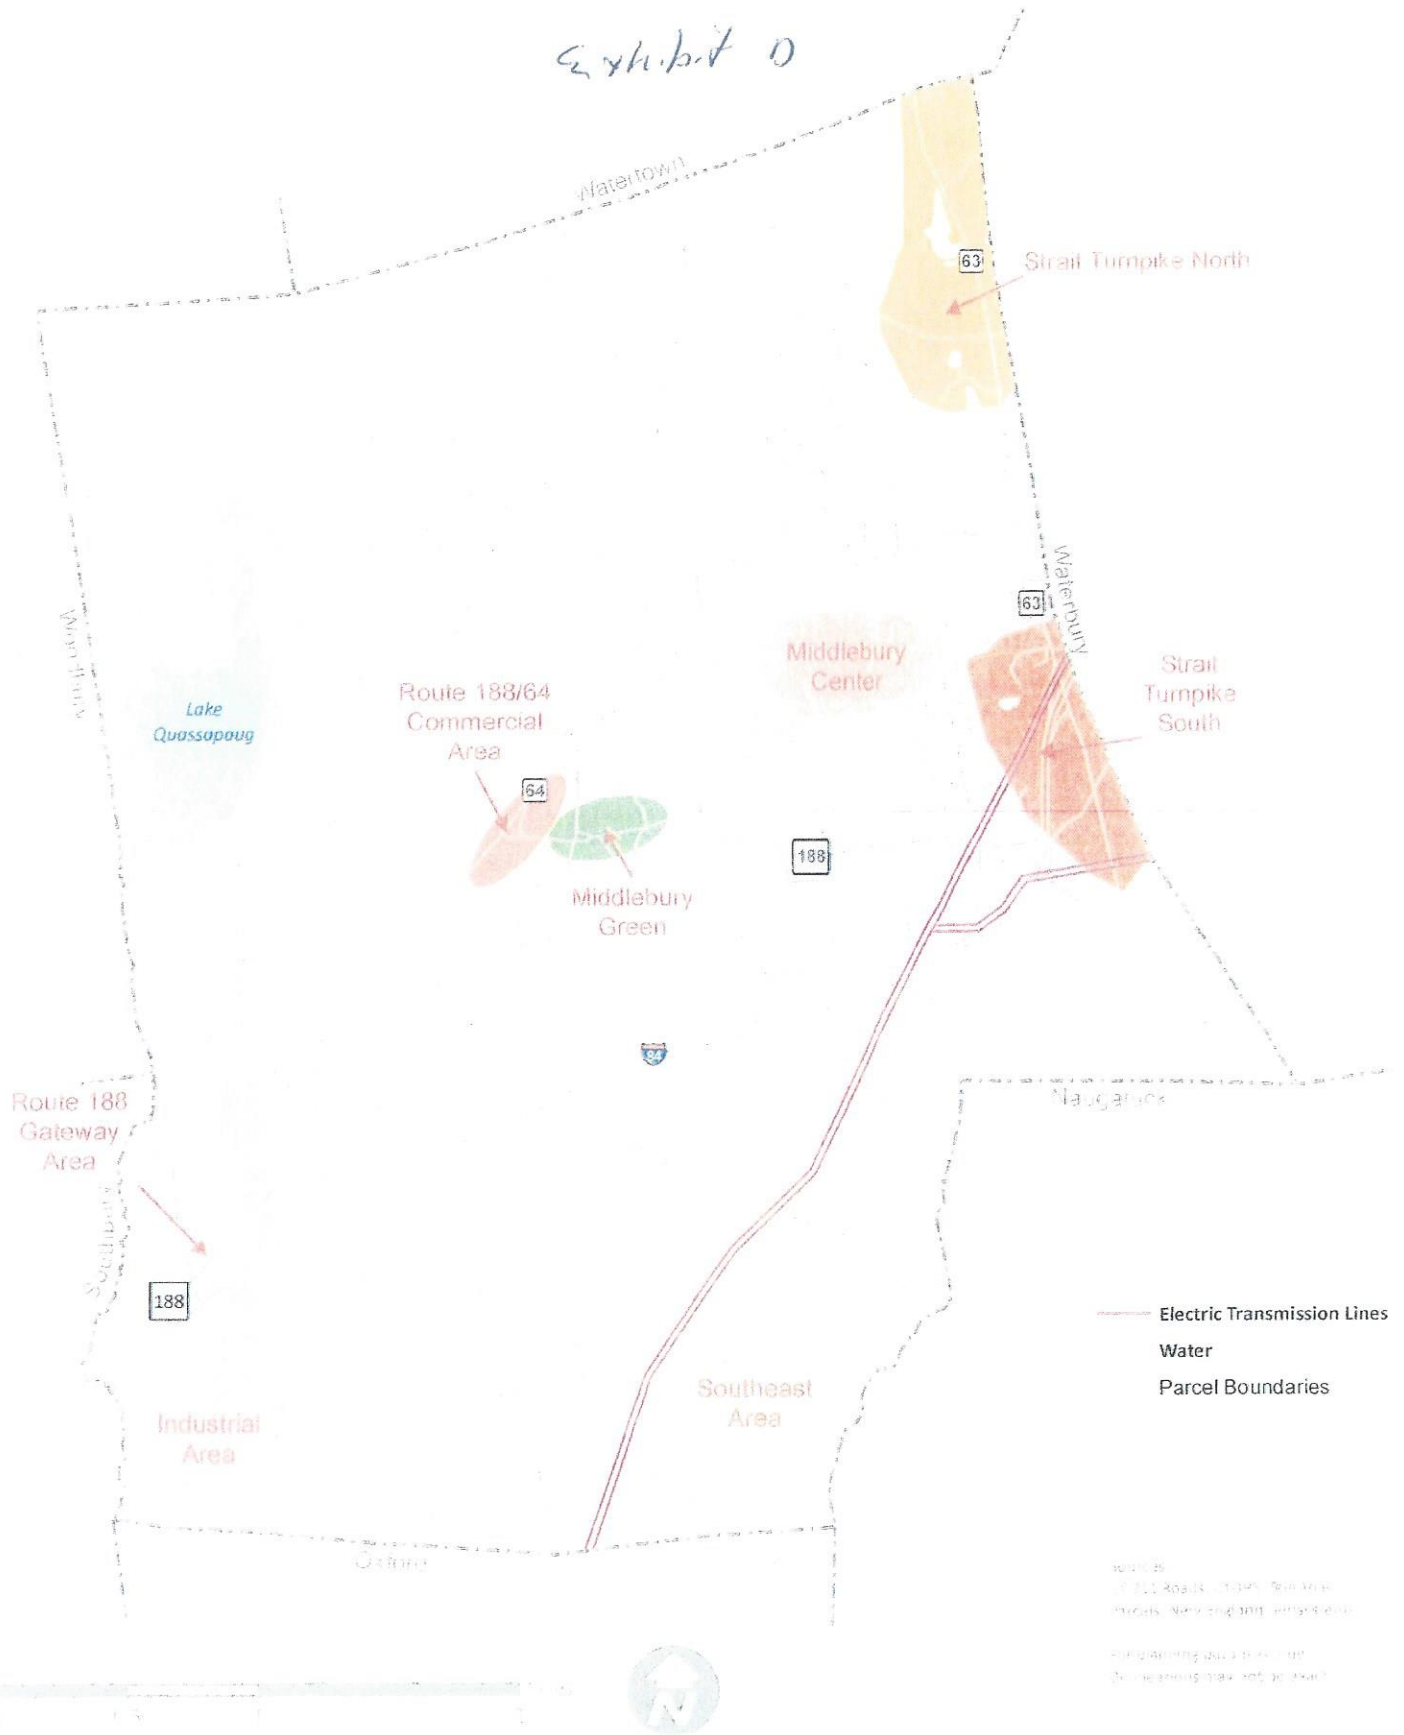 Exhibit D
Watertown
63
Strait Turnpike North
Waterbury
63
Middlebury
Center
Strait
Turnpike
South
Woodbury
Lake
Quassapaug
Route 188/64
Commercial
Area
64
188
Middlebury
Green
84
Naugatuck
Route 188
Gateway
Area
Southbury
188
Electric Transmission Lines
Water
Parcel Boundaries
Southeast
Area
Industrial
Area
Oxford
N